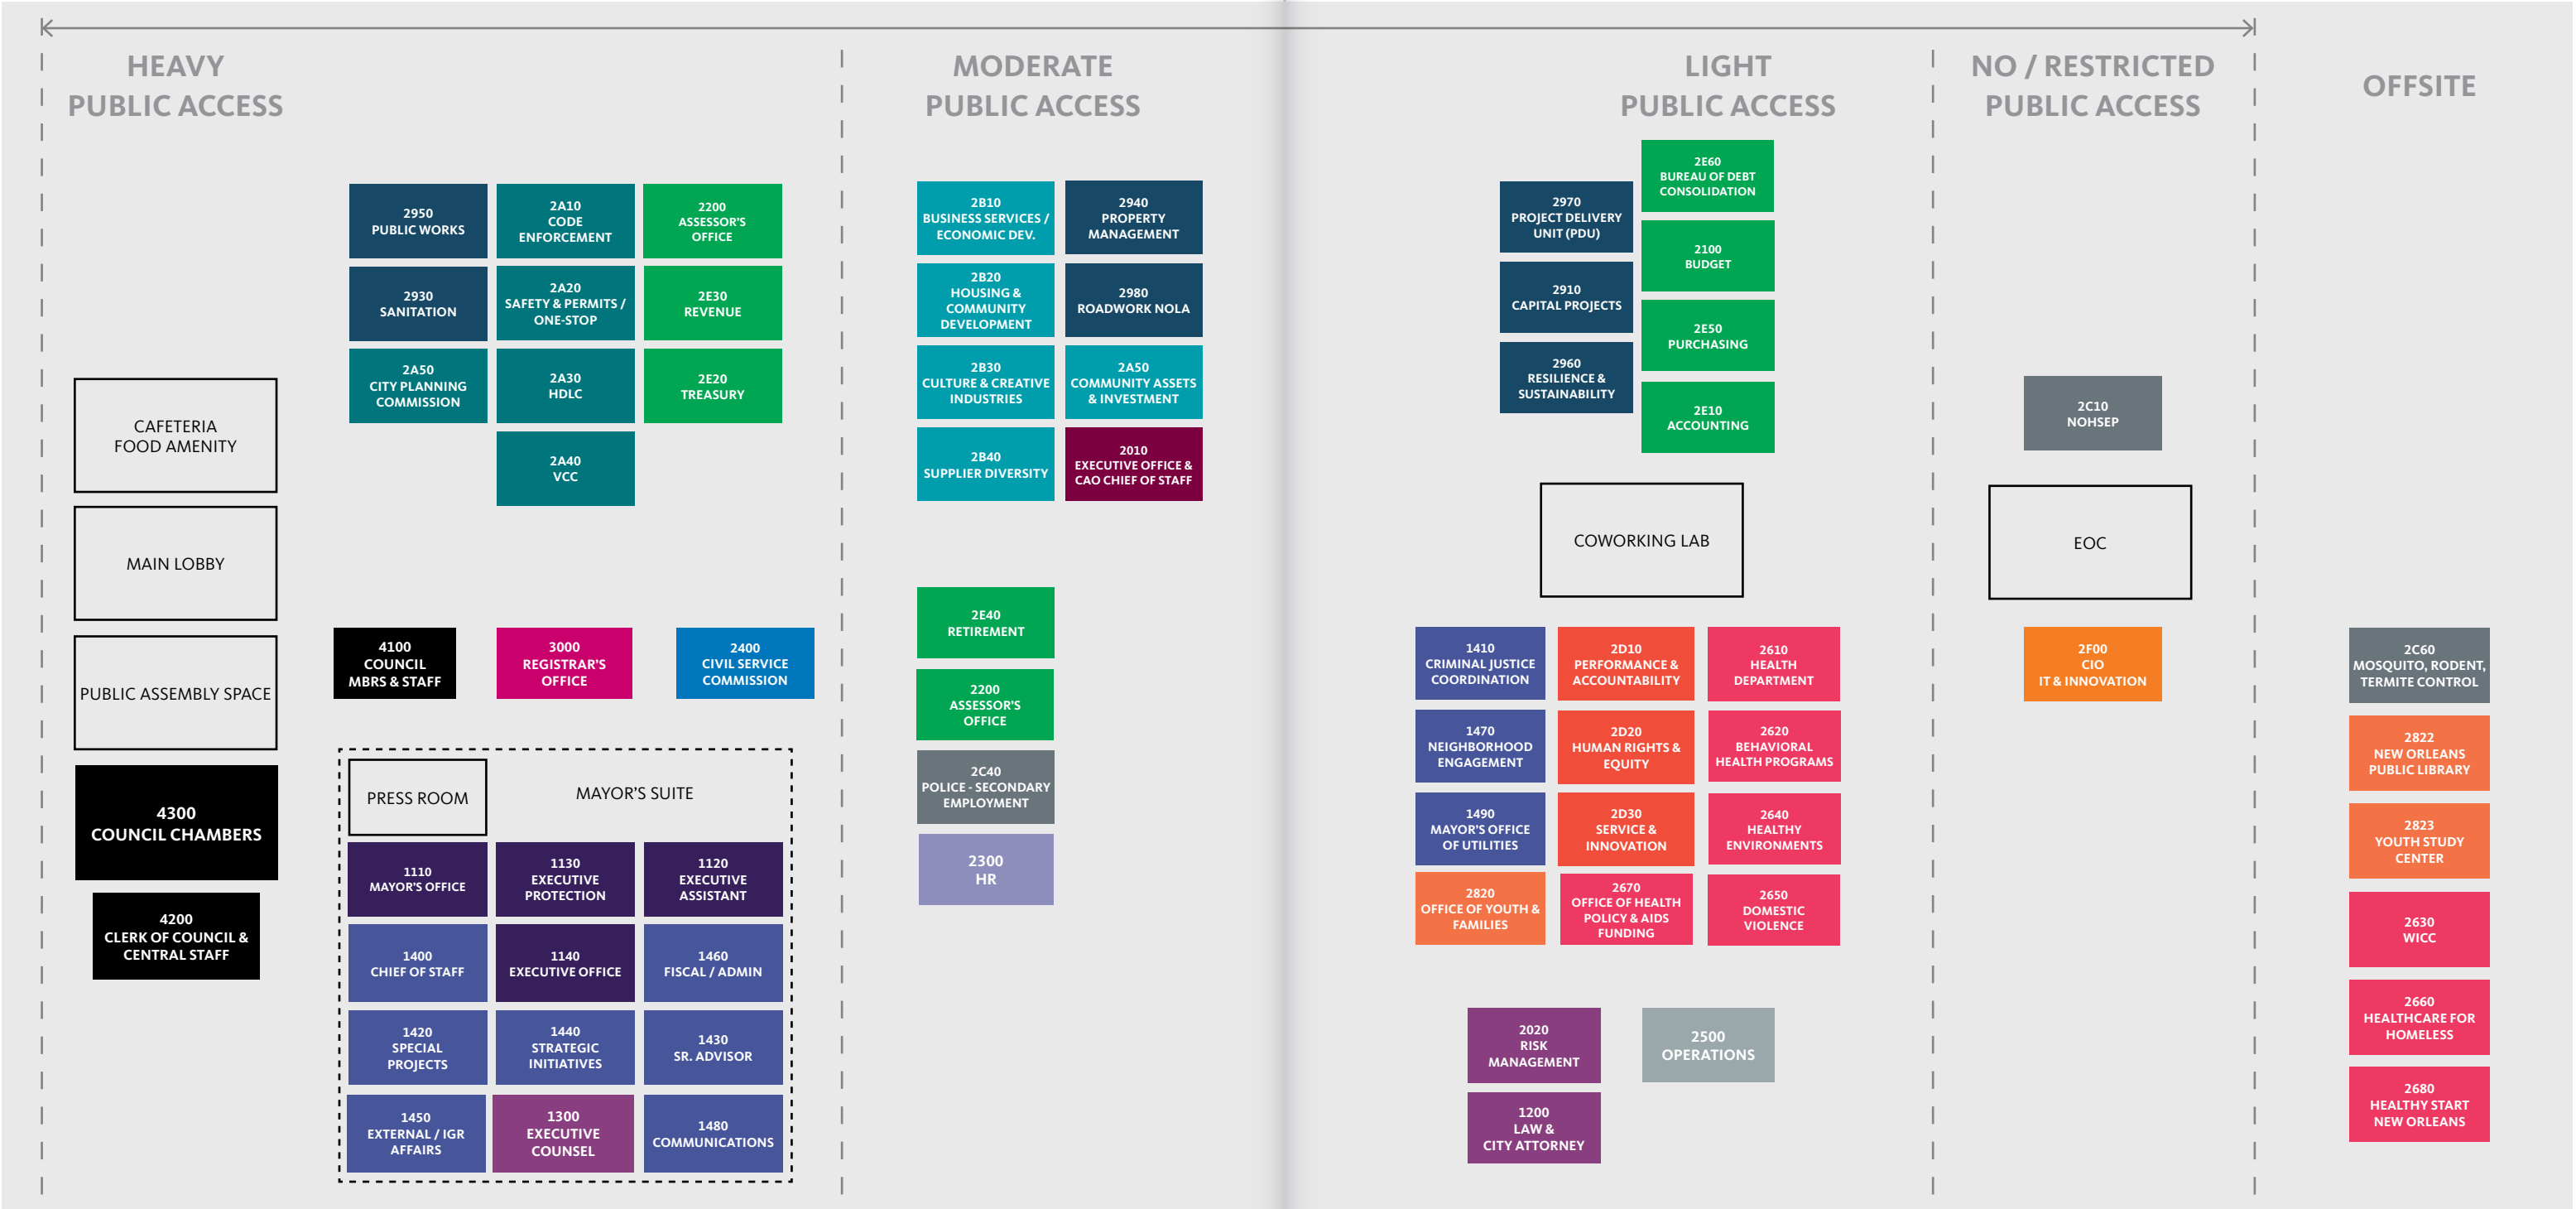 HEAVY
PUBLIC ACCESS
MODERATE
PUBLIC ACCESS
LIGHT
PUBLIC ACCESS
NO / RESTRICTED
PUBLIC ACCESS
OFFSITE
CAFETERIA
FOOD AMENITY
MAIN LOBBY
PUBLIC ASSEMBLY SPACE
4300
COUNCIL CHAMBERS
4200
CLERK OF COUNCIL &
CENTRAL STAFF
2950
PUBLIC WORKS
2A10
CODE
ENFORCEMENT
2200
ASSESSOR'S
OFFICE
2930
SANITATION
2A20
SAFETY & PERMITS /
ONE-STOP
2E30
REVENUE
2A50
CITY PLANNING
COMMISSION
2A30
HDLC
2E20
TREASURY
2A40
VCC
4100
COUNCIL
MBRS & STAFF
3000
REGISTRAR'S
OFFICE
2400
CIVIL SERVICE
COMMISSION
PRESS ROOM
MAYOR'S SUITE
1110
MAYOR'S OFFICE
1130
EXECUTIVE
PROTECTION
1120
EXECUTIVE
ASSISTANT
1400
CHIEF OF STAFF
1140
EXECUTIVE OFFICE
1460
FISCAL / ADMIN
1420
SPECIAL
PROJECTS
1440
STRATEGIC
INITIATIVES
1430
SR. ADVISOR
1450
EXTERNAL / IGR
AFFAIRS
1300
EXECUTIVE
COUNSEL
1480
COMMUNICATIONS
2B10
BUSINESS SERVICES /
ECONOMIC DEV.
2940
PROPERTY
MANAGEMENT
2B20
HOUSING &
COMMUNITY
DEVELOPMENT
2980
ROADWORK NOLA
2B30
CULTURE & CREATIVE
INDUSTRIES
2A50
COMMUNITY ASSETS
& INVESTMENT
2B40
SUPPLIER DIVERSITY
2010
EXECUTIVE OFFICE &
CAO CHIEF OF STAFF
2E40
RETIREMENT
2200
ASSESSOR'S
OFFICE
2C40
POLICE - SECONDARY
EMPLOYMENT
2300
HR
2970
PROJECT DELIVERY
UNIT (PDU)
2910
CAPITAL PROJECTS
2960
RESILIENCE &
SUSTAINABILITY
2E60
BUREAU OF DEBT
CONSOLIDATION
2100
BUDGET
2E50
PURCHASING
2E10
ACCOUNTING
COWORKING LAB
1410
CRIMINAL JUSTICE
COORDINATION
2D10
PERFORMANCE &
ACCOUNTABILITY
2610
HEALTH
DEPARTMENT
1470
NEIGHBORHOOD
ENGAGEMENT
2D20
HUMAN RIGHTS &
EQUITY
2620
BEHAVIORAL
HEALTH PROGRAMS
1490
MAYOR'S OFFICE
OF UTILITIES
2D30
SERVICE &
INNOVATION
2640
HEALTHY
ENVIRONMENTS
2820
OFFICE OF YOUTH &
FAMILIES
2670
OFFICE OF HEALTH
POLICY & AIDS
FUNDING
2650
DOMESTIC
VIOLENCE
2020
RISK
MANAGEMENT
2500
OPERATIONS
1200
LAW &
CITY ATTORNEY
2C10
NOHSEP
EOC
2F00
CIO
IT & INNOVATION
2C60
MOSQUITO, RODENT,
TERMITE CONTROL
2822
NEW ORLEANS
PUBLIC LIBRARY
2823
YOUTH STUDY
CENTER
2630
WICC
2660
HEALTHCARE FOR
HOMELESS
2680
HEALTHY START
NEW ORLEANS